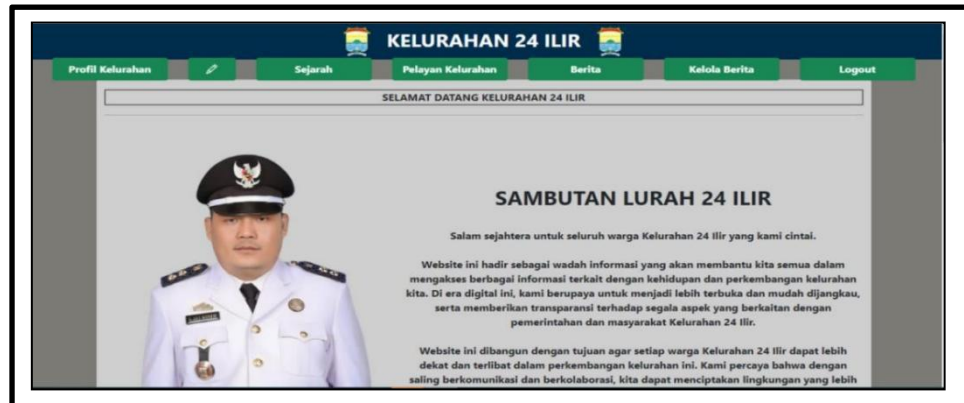 KELURAHAN 24 ILIR
Profil Kelurahan
Sejarah
Pelayan Kelurahan
Berita
Kelola Berita
Logout
SELAMAT DATANG KELURAHAN 24 ILIR
SAMBUTAN LURAH 24 ILIR
Salam sejahtera untuk seluruh warga Kelurahan 24 Ilir yang kami cintai.
Website ini hadir sebagai wadah informasi yang akan membantu kita semua dalam
mengakses berbagai informasi terkait dengan kehidupan dan perkembangan kelurahan
kita. Di era digital ini, kami berupaya untuk menjadi lebih terbuka dan mudah dijangkau,
serta memberikan transparansi terhadap segala aspek yang berkaitan dengan
pemerintahan dan masyarakat Kelurahan 24 Ilir.
Website ini dibangun dengan tujuan agar setiap warga Kelurahan 24 Ilir dapat lebih
dekat dan terlibat dalam perkembangan kelurahan ini. Kami percaya bahwa dengan
saling berkomunikasi dan berkolaborasi, kita dapat menciptakan lingkungan yang lebih